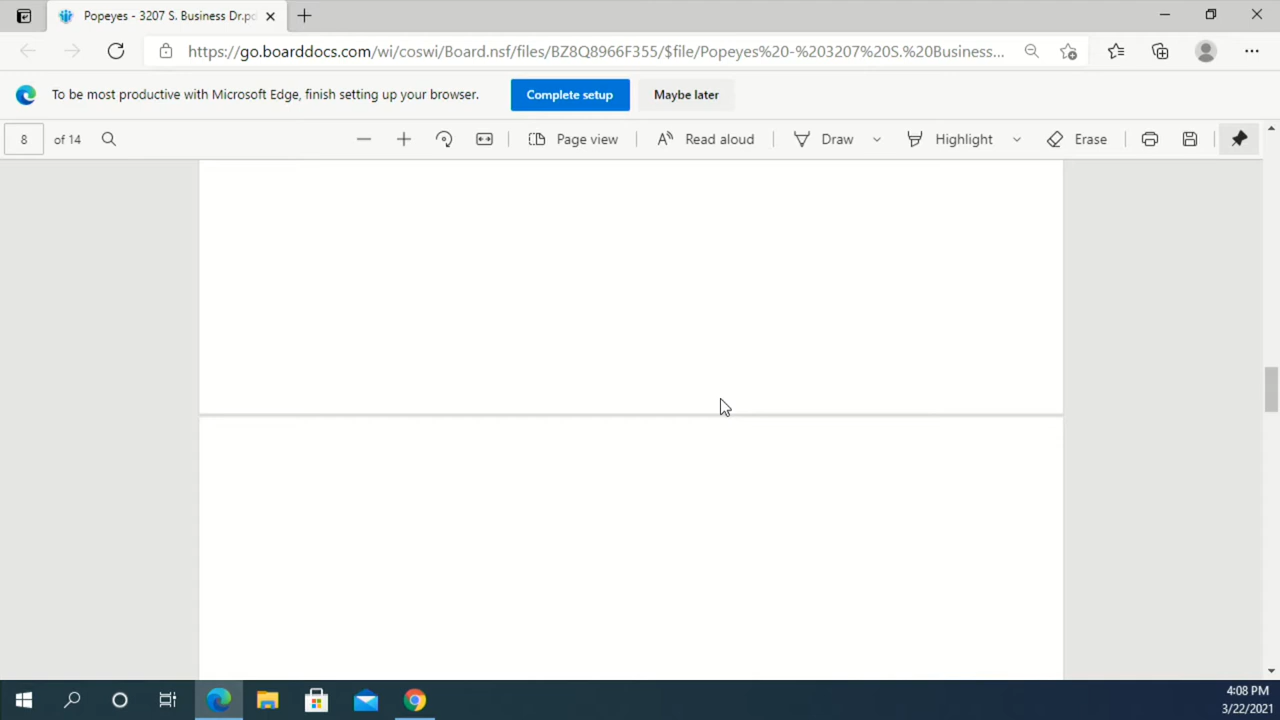 Popeyes - 3207 S. Business Dr.pd
https://go.boarddocs.com/wi/coswi/Board.nsf/files/BZ8Q8966F355/$file/Popeyes%20-%203207%20S.%20Business...
To be most productive with Microsoft Edge, finish setting up your browser.
Complete setup
Maybe later
8 of 14
Page view
Read aloud
Draw
Highlight
Erase
4:08 PM
3/22/2021